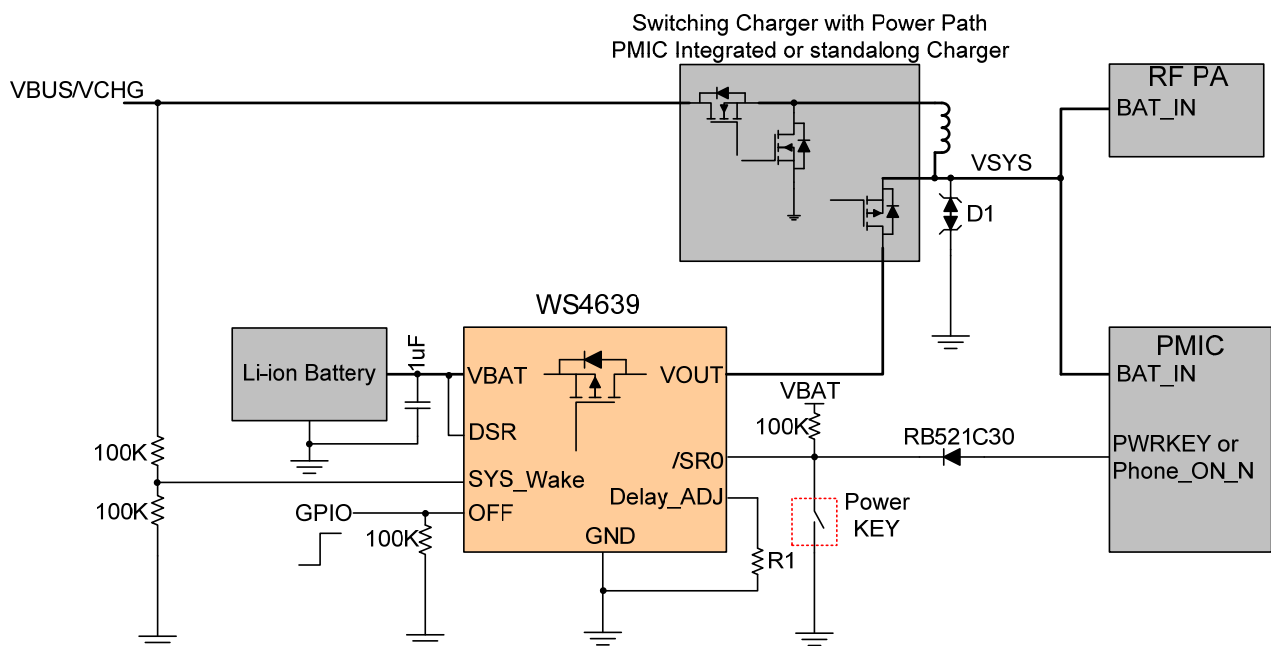 Switching Charger with Power Path
PMIC Integrated or standalong Charger
VBUS/VCHG
RF PA
BAT_IN
VSYS
D1
WS4639
Li-ion Battery
1uF
VBAT
VOUT
DSR
/SR0
SYS_Wake
Delay_ADJ
OFF
GND
VBAT
100K
RB521C30
PMIC
BAT_IN
PWRKEY or
Phone_ON_N
100K
100K
GPIO
100K
R1
Power
KEY